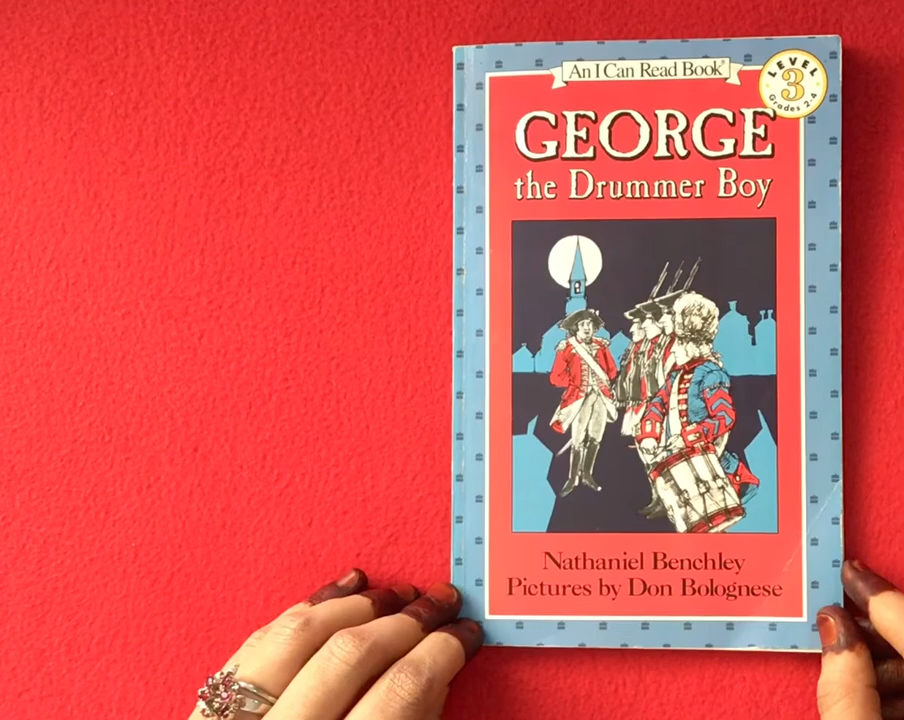 An I Can Read Book®
LEVEL
3
Grades 2-4
GEORGE
the Drummer Boy
Nathaniel Benchley
Pictures by Don Bolognese